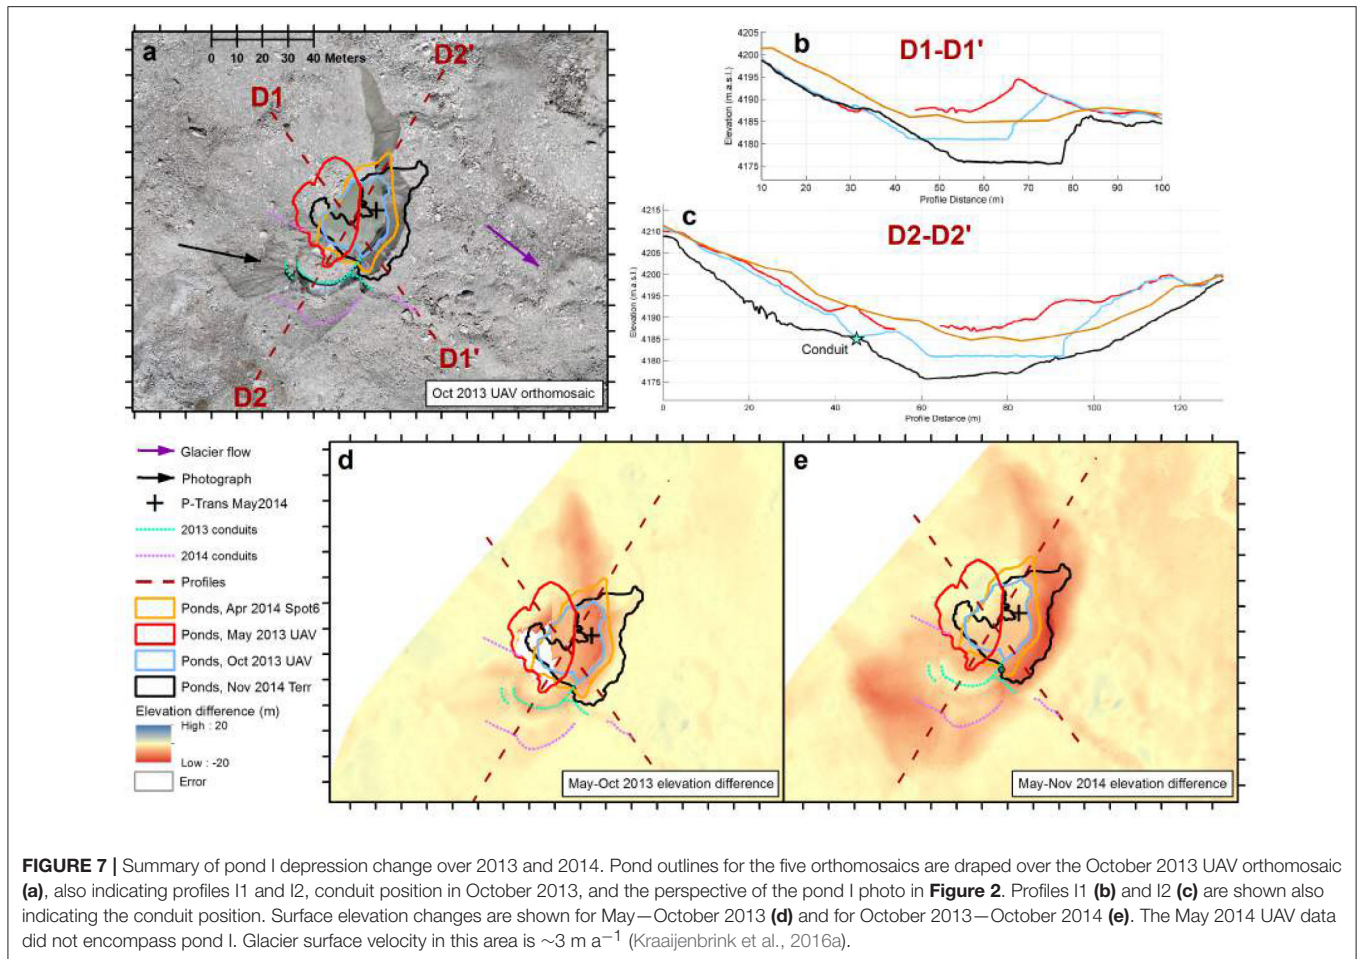 a
0 10 20 30 40 Meters
D2'
D1
D1'
D2
Oct 2013 UAV orthomosaic
b
D1-D1'
Elevation (m.a.s.l.)
4205
4200
4195
4190
4185
4180
4175
10 20 30 40 50 60 70 80 90 100
Profile Distance (m)
c
D2-D2'
Elevation (m.a.s.l.)
4215
4210
4205
4200
4195
4190
4185
4180
4175
Conduit
0 20 40 60 80 100 120
Profile Distance (m)
Glacier flow
Photograph
P-Trans May2014
2013 conduits
2014 conduits
Profiles
Ponds, Apr 2014 Spot6
Ponds, May 2013 UAV
Ponds, Oct 2013 UAV
Ponds, Nov 2014 Terr
Elevation difference (m)
High : 20
Low : -20
Error
d
May-Oct 2013 elevation difference
e
May-Nov 2014 elevation difference
FIGURE 7 | Summary of pond I depression change over 2013 and 2014. Pond outlines for the five orthomosaics are draped over the October 2013 UAV orthomosaic
(a), also indicating profiles I1 and I2, conduit position in October 2013, and the perspective of the pond I photo in Figure 2. Profiles I1 (b) and I2 (c) are shown also
indicating the conduit position. Surface elevation changes are shown for May—October 2013 (d) and for October 2013—October 2014 (e). The May 2014 UAV data
did not encompass pond I. Glacier surface velocity in this area is ∼3 m a⁻¹ (Kraaijenbrink et al., 2016a).